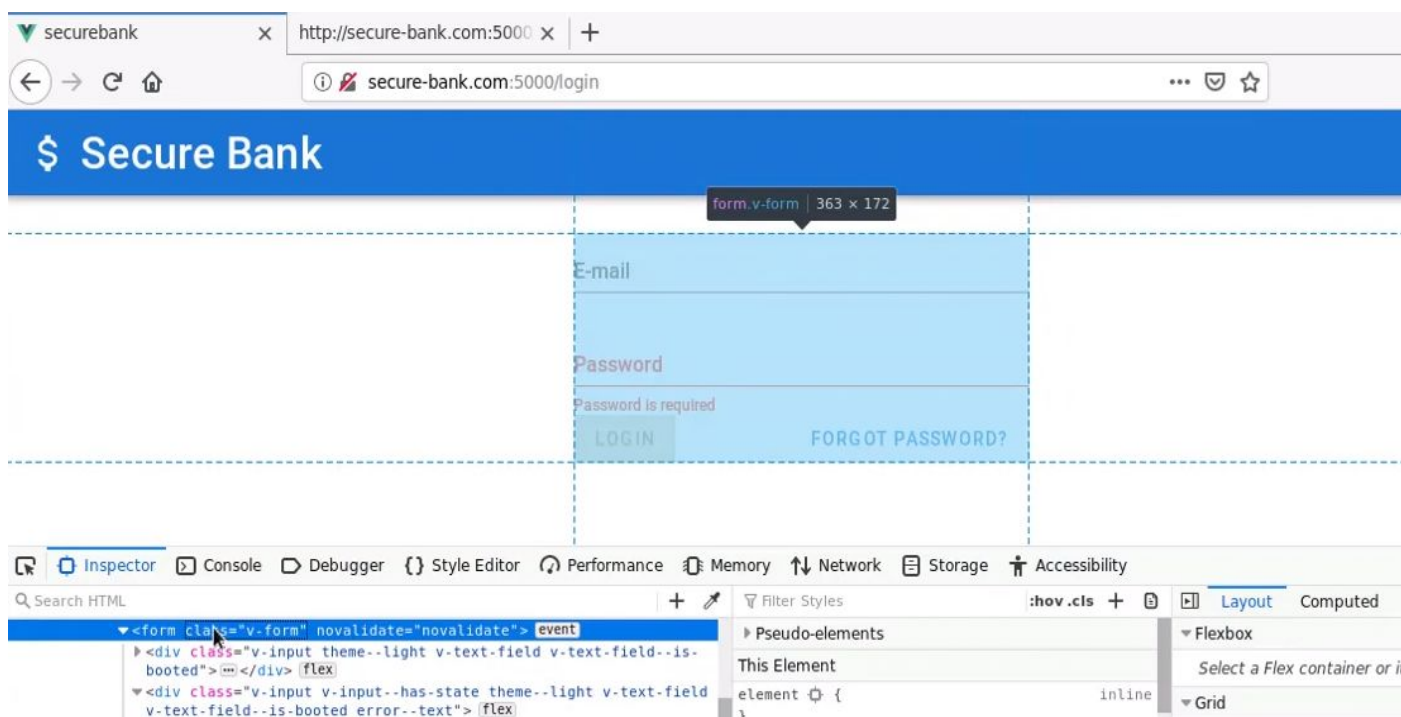 securebank
http://secure-bank.com:5000
secure-bank.com:5000/login
$ Secure Bank
form.v-form | 363 × 172
E-mail
Password
Password is required
LOGIN FORGOT PASSWORD?
Inspector Console Debugger {} Style Editor Performance Memory Network Storage Accessibility
Search HTML + Filter Styles :hov .cls + Layout Computed
<form class="v-form" novalidate="novalidate"> event
<div class="v-input theme--light v-text-field v-text-field--is-
booted"> </div> flex
<div class="v-input v-input--has-state theme--light v-text-field
v-text-field--is-booted error--text"> flex
Pseudo-elements
This Element
element { inline
}
Flexbox
Select a Flex container or
Grid